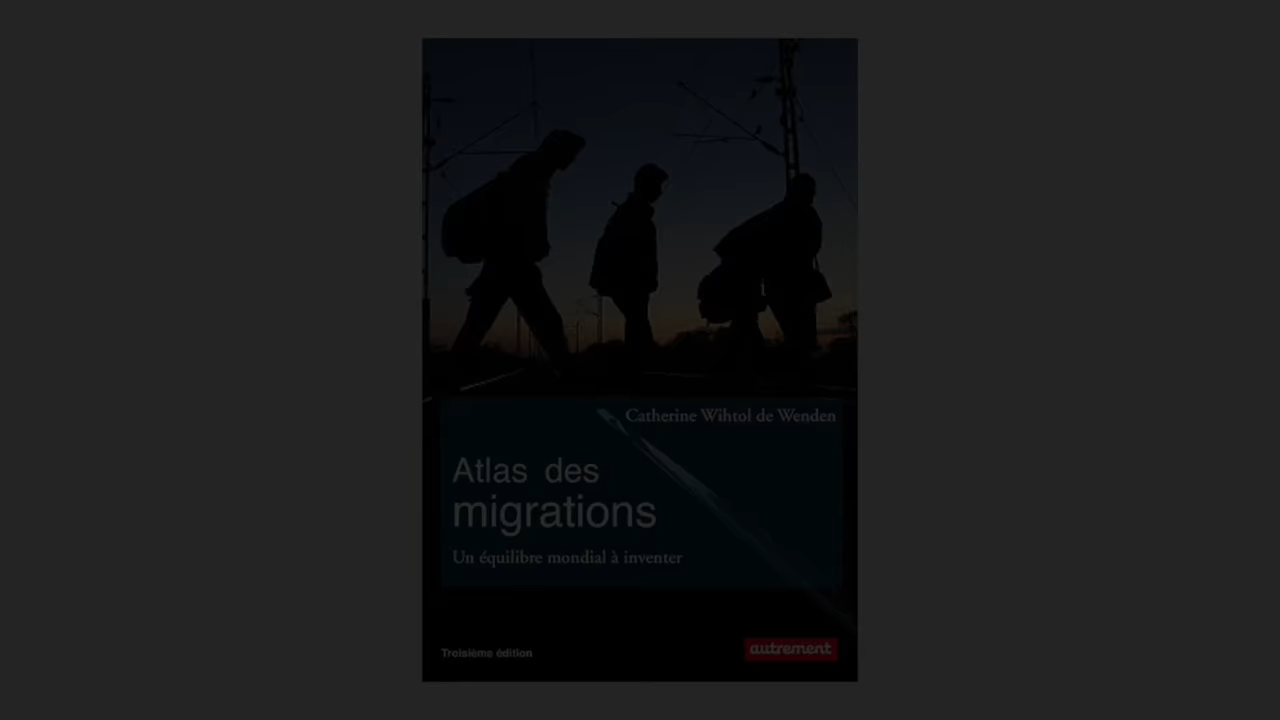 Catherine Wihtol de Wenden
Atlas des
migrations
Un équilibre mondial à inventer
Troisième édition
autrement